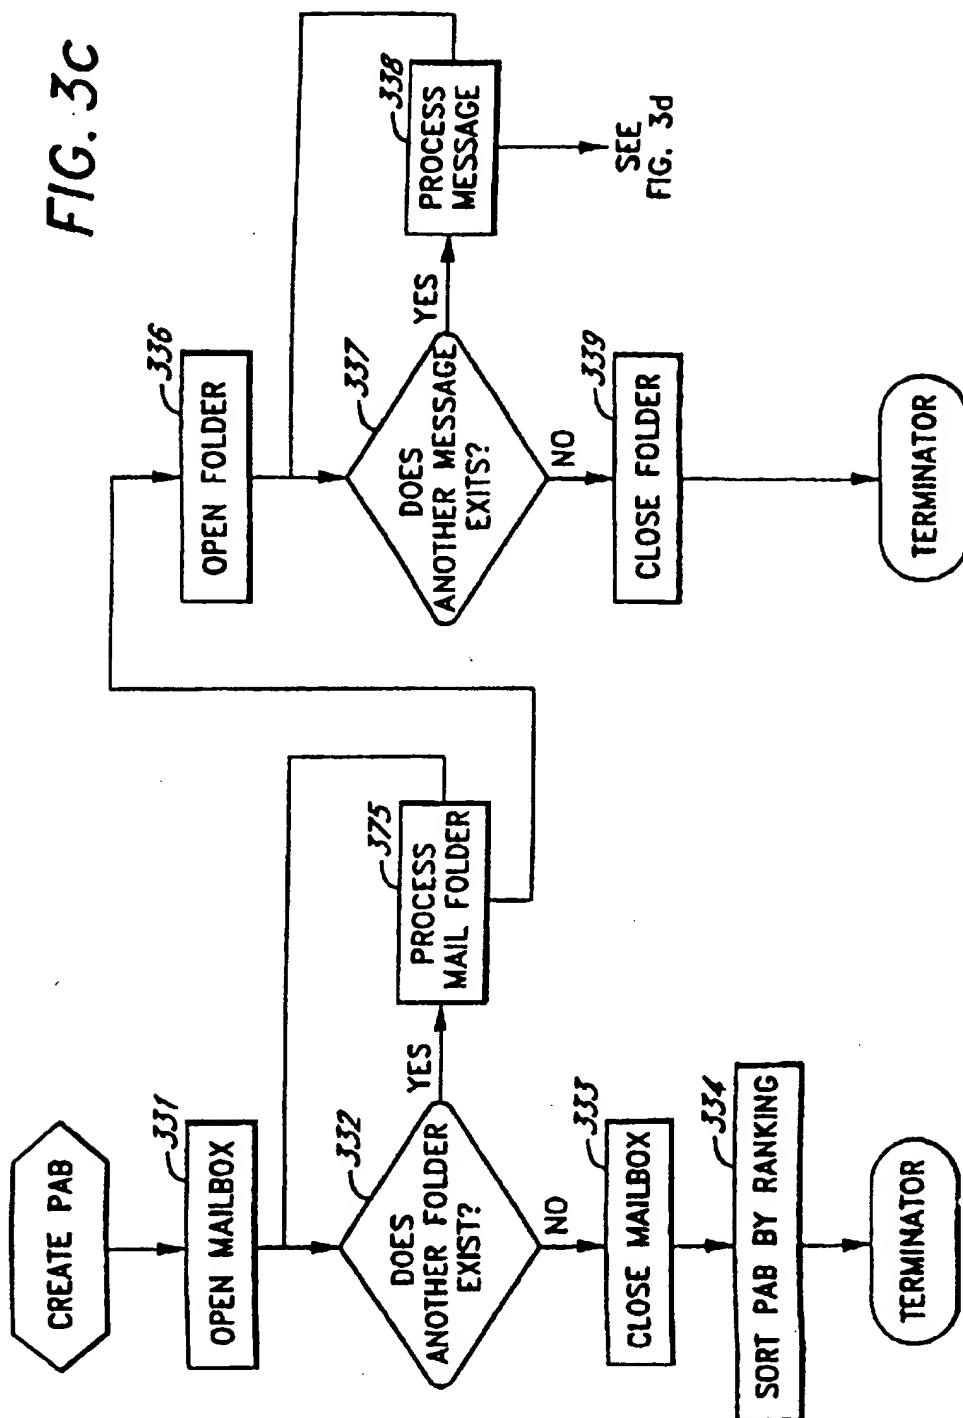 FIG. 3c
CREATE PAB
331
OPEN MAILBOX
332
DOES
ANOTHER FOLDER
EXIST?
YES
375
PROCESS
MAIL FOLDER
NO
333
CLOSE MAILBOX
334
SORT PAB BY RANKING
TERMINATOR
336
OPEN FOLDER
337
DOES
ANOTHER MESSAGE
EXITS?
YES
338
PROCESS
MESSAGE
SEE
FIG. 3d
NO
339
CLOSE FOLDER
TERMINATOR